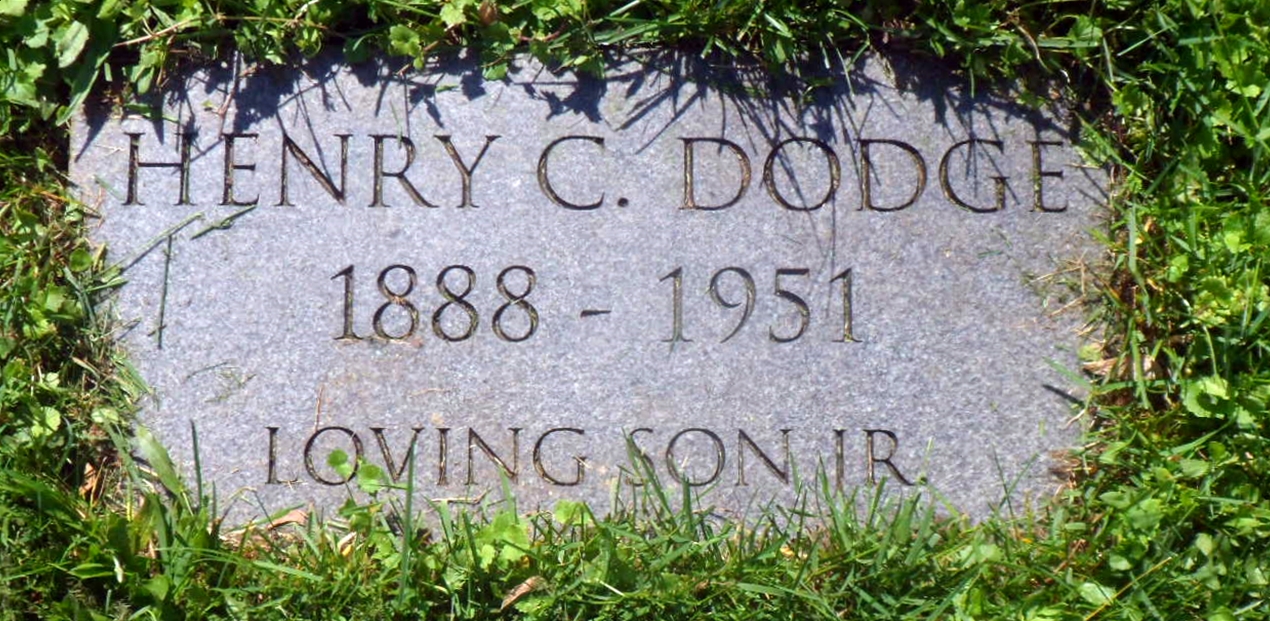 HENRY C. DODGE
1888 - 1951
LOVING SON JR.